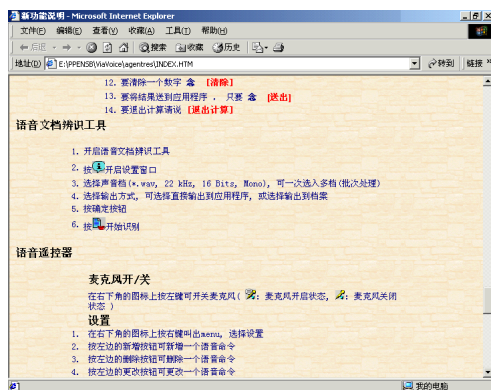 新功能说明 - Microsoft Internet Explorer
文件(F) 编辑(E) 查看(V) 收藏(A) 工具(T) 帮助(H)
后退 搜索 收藏 历史
地址(D) E:\PPENSB\ViaVoice\agentres\INDEX.HTM 转到 链接 »
12. 要清除一个数字 念 [清除]
13. 要将结果送到应用程序 . 只要 念 [送出]
14. 要退出计算请说 [退出计算]
语音文档辨识工具
1. 开启语音文档辨识工具
2. 按 开启设置窗口
3. 选择声音档(*.wav, 22 kHz, 16 Bits, Mono), 可一次选入多档(批次处理)
4. 选择输出方式, 可选择直接输出到应用程序, 或选择输出到档案
5. 按确定按钮
6. 按 开始识别
语音遥控器
麦克风开/关
在右下角的图标上按左键可开关麦克风( : 麦克风开启状态, : 麦克风关闭
状态 )
设置
1. 在右下角的图标上按右键叫出menu, 选择设置
2. 按左边的新增按钮可新增一个语音命令
3. 按左边的删除按钮可删除一个语音命令
4. 按左边的更改按钮可更改一个语音命令
我的电脑